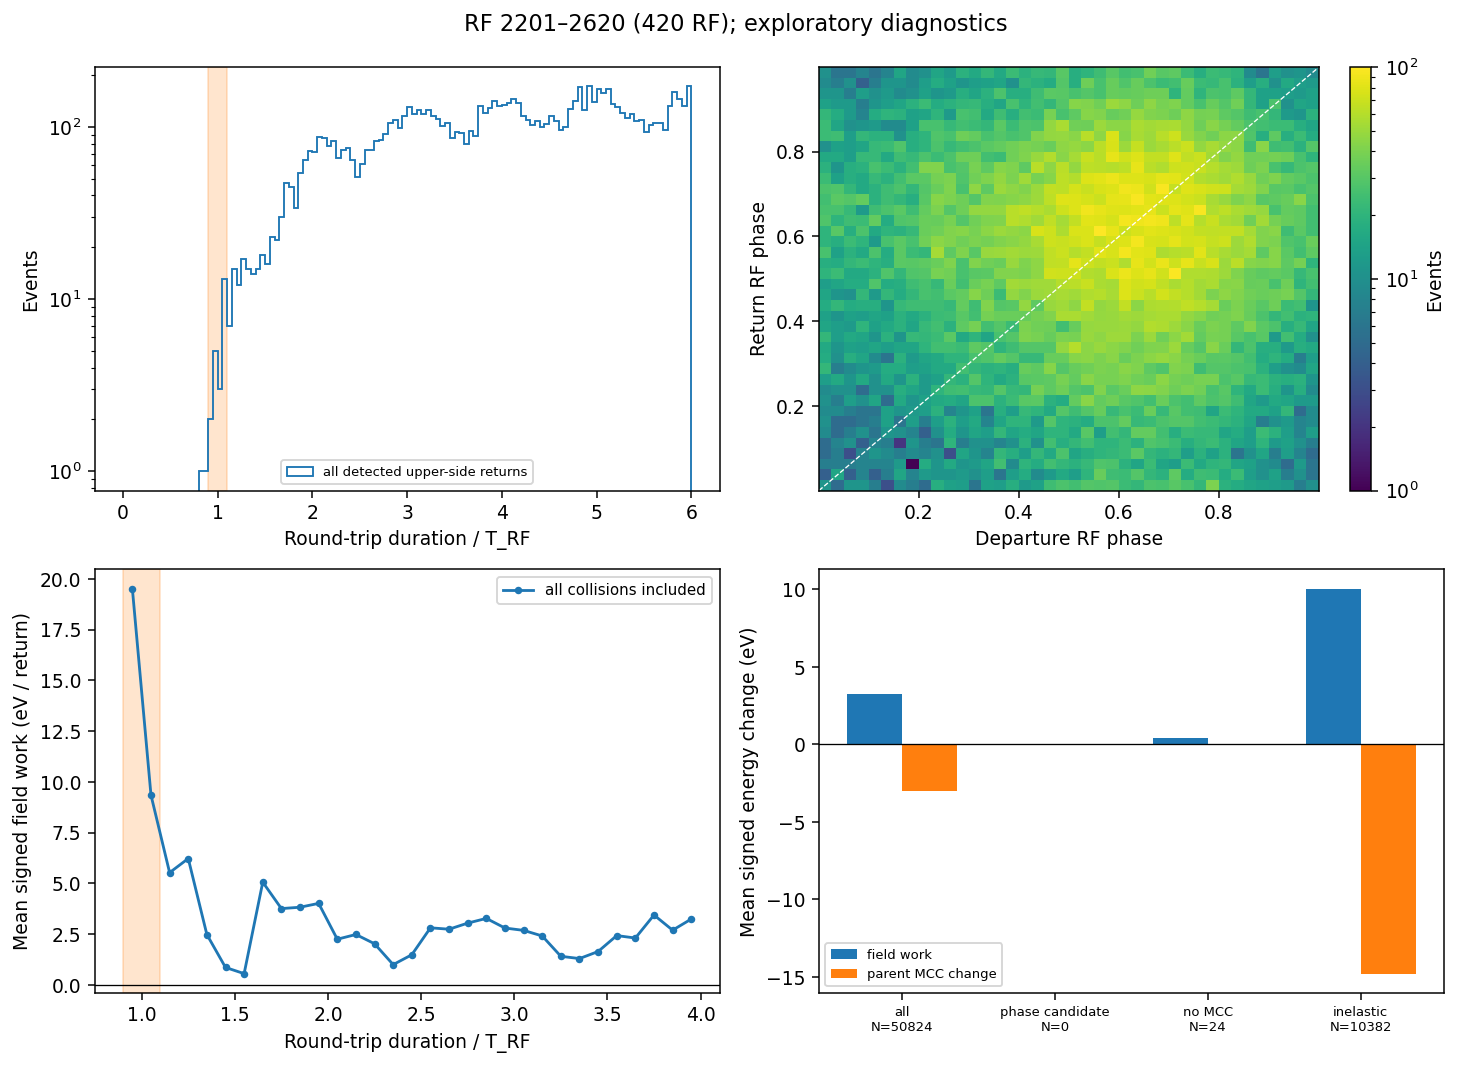 RF 2201–2620 (420 RF); exploratory diagnostics
Events
10²
10¹
10⁰
all detected upper-side returns
0 1 2 3 4 5 6
Round-trip duration / T_RF
Return RF phase
0.8
0.6
0.4
0.2
0.2 0.4 0.6 0.8
Departure RF phase
10²
10¹
10⁰
Events
Mean signed field work (eV / return)
20.0
17.5
15.0
12.5
10.0
7.5
5.0
2.5
0.0
all collisions included
1.0 1.5 2.0 2.5 3.0 3.5 4.0
Round-trip duration / T_RF
Mean signed energy change (eV)
10
5
0
−5
−10
−15
field work
parent MCC change
all phase candidate no MCC inelastic
N=50824 N=0 N=24 N=10382